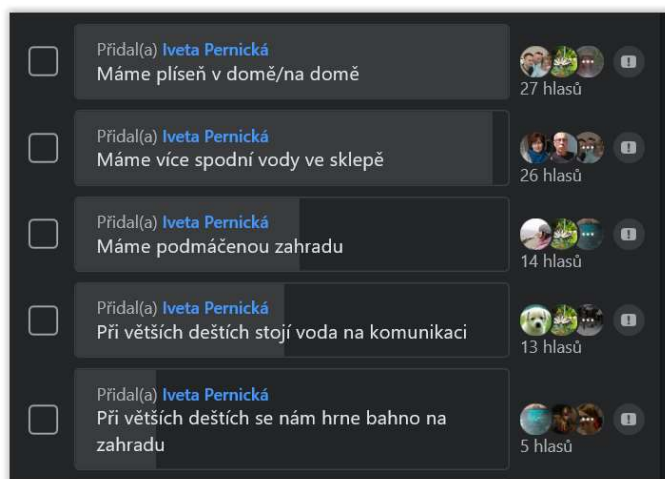 Přidal(a) Iveta Pernická
Máme plíseň v domě/na domě
27 hlasů
Přidal(a) Iveta Pernická
Máme více spodní vody ve sklepě
26 hlasů
Přidal(a) Iveta Pernická
Máme podmáčenou zahradu
14 hlasů
Přidal(a) Iveta Pernická
Při větších deštích stojí voda na komunikaci
13 hlasů
Přidal(a) Iveta Pernická
Při větších deštích se nám hrne bahno na
zahradu
5 hlasů